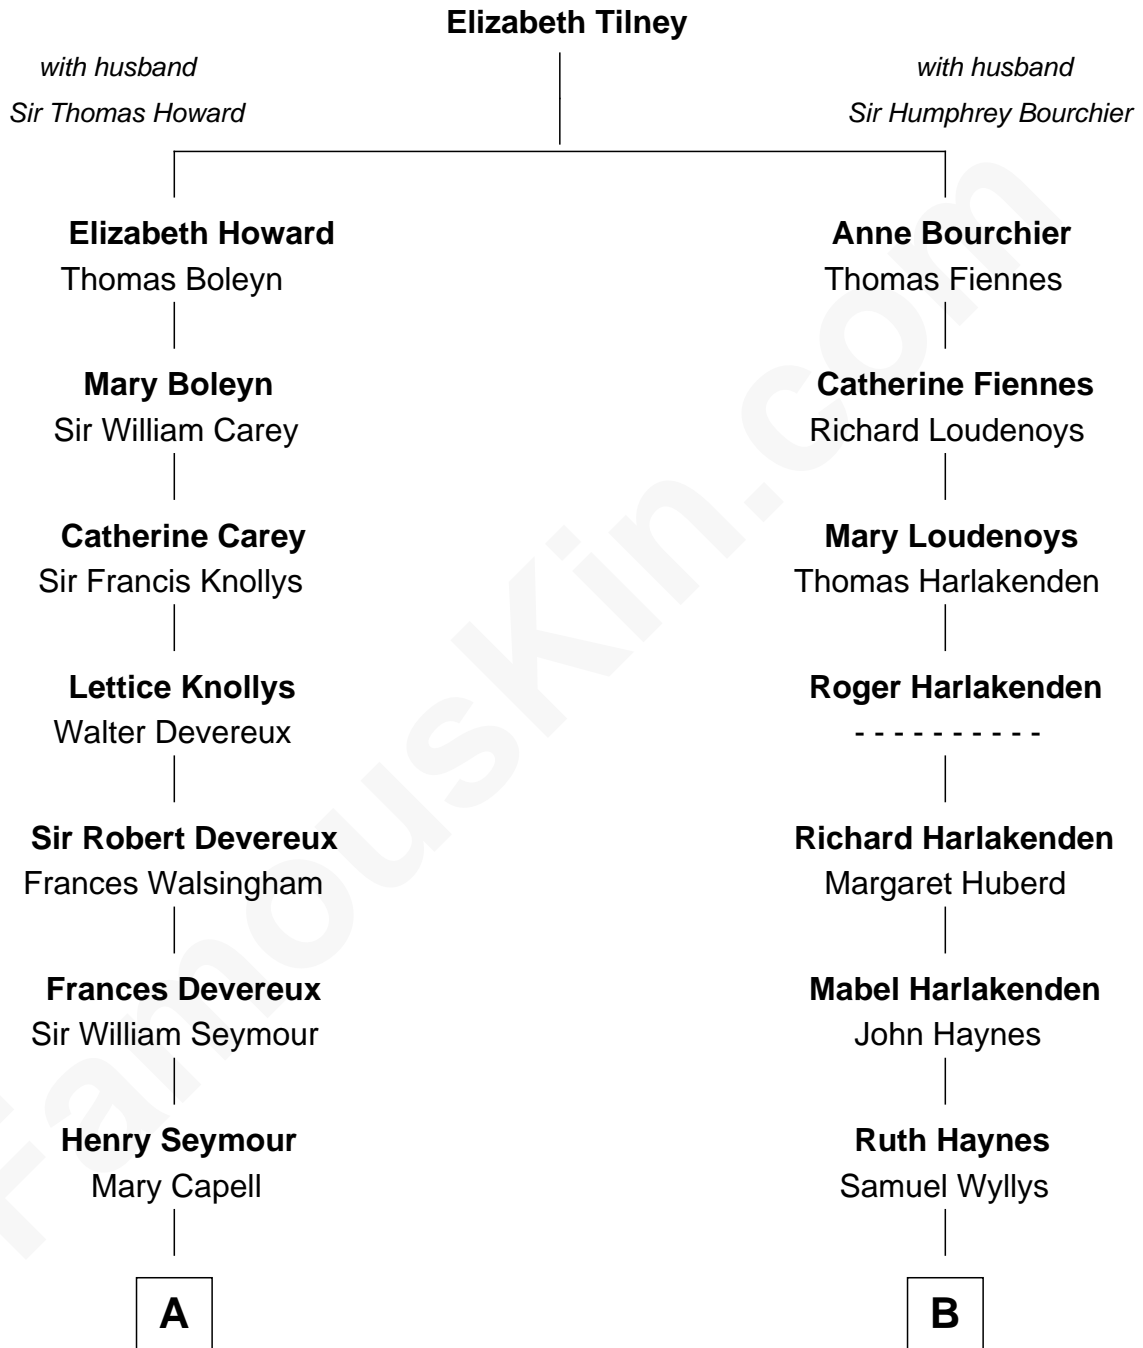 Elizabeth Tilney
with husband
Sir Thomas Howard
with husband
Sir Humphrey Bourchier
Elizabeth Howard
Thomas Boleyn
Anne Bourchier
Thomas Fiennes
Mary Boleyn
Sir William Carey
Catherine Fiennes
Richard Loudenoys
Catherine Carey
Sir Francis Knollys
Mary Loudenoys
Thomas Harlakenden
Lettice Knollys
Walter Devereux
Roger Harlakenden
- - - - - - - - - -
Sir Robert Devereux
Frances Walsingham
Richard Harlakenden
Margaret Huberd
Frances Devereux
Sir William Seymour
Mabel Harlakenden
John Haynes
Henry Seymour
Mary Capell
Ruth Haynes
Samuel Wyllys
A
B
FamousKin.com